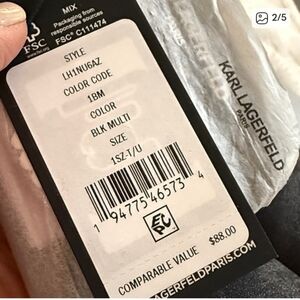 2/5
MIX
Packaging from
responsible sources
FSC® C111474
FSC
STYLE
LH1NU6AZ
COLOR CODE
1BM
COLOR
BLK MULTI
SIZE
1SZ-T/U
1 94775 46573 4
COMPARABLE VALUE $88.00
KARL LAGERFELD
PARIS
LAGERFELDPARIS.COM